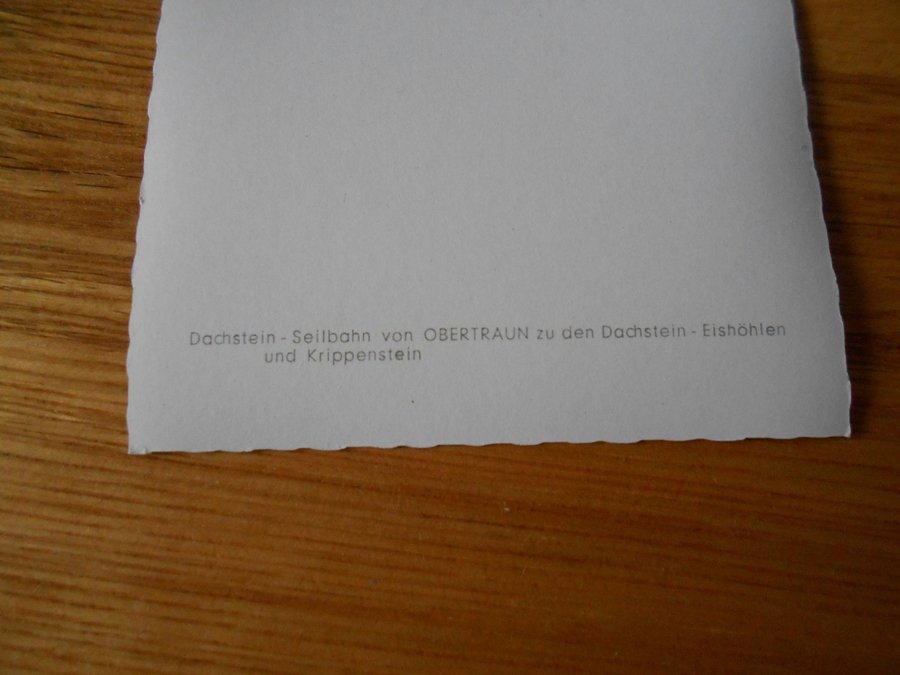 Dachstein - Seilbahn von OBERTRAUN zu den Dachstein - Eishöhlen
und Krippenstein